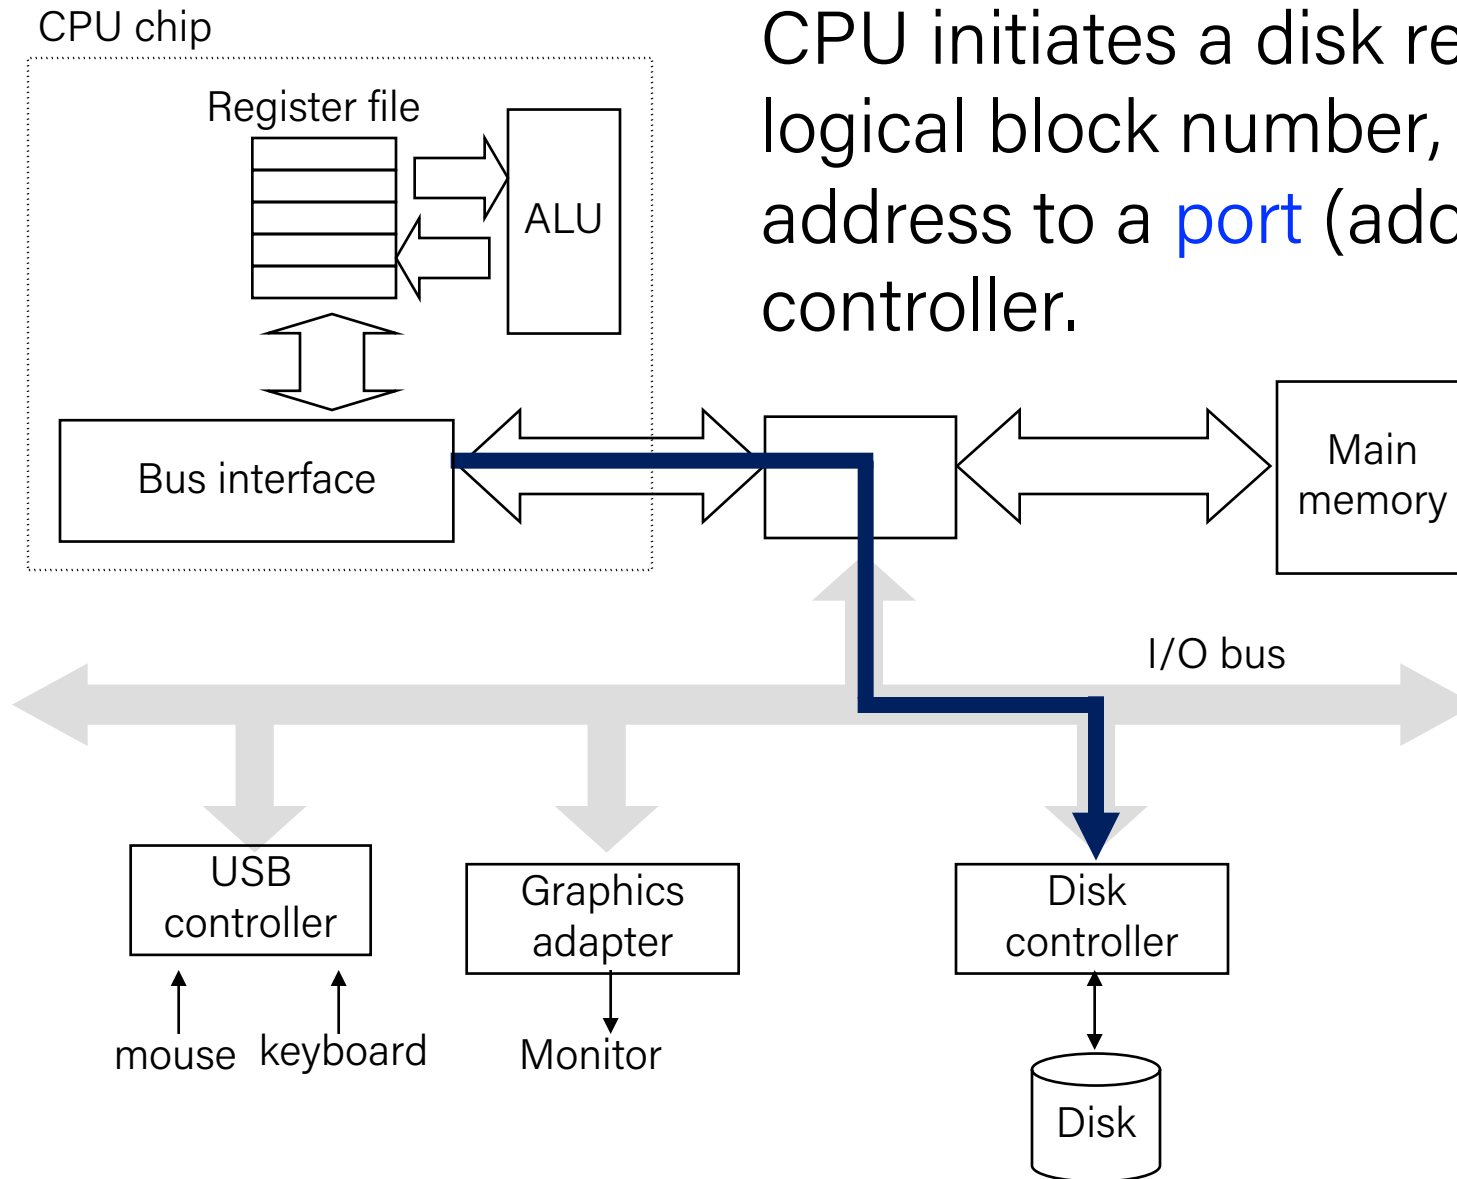 CPU chip
CPU initiates a disk re
logical block number,
address to a port (add
controller.
Register file
ALU
Bus interface
Main
memory
I/O bus
USB
controller
Graphics
adapter
Disk
controller
mouse keyboard
Monitor
Disk